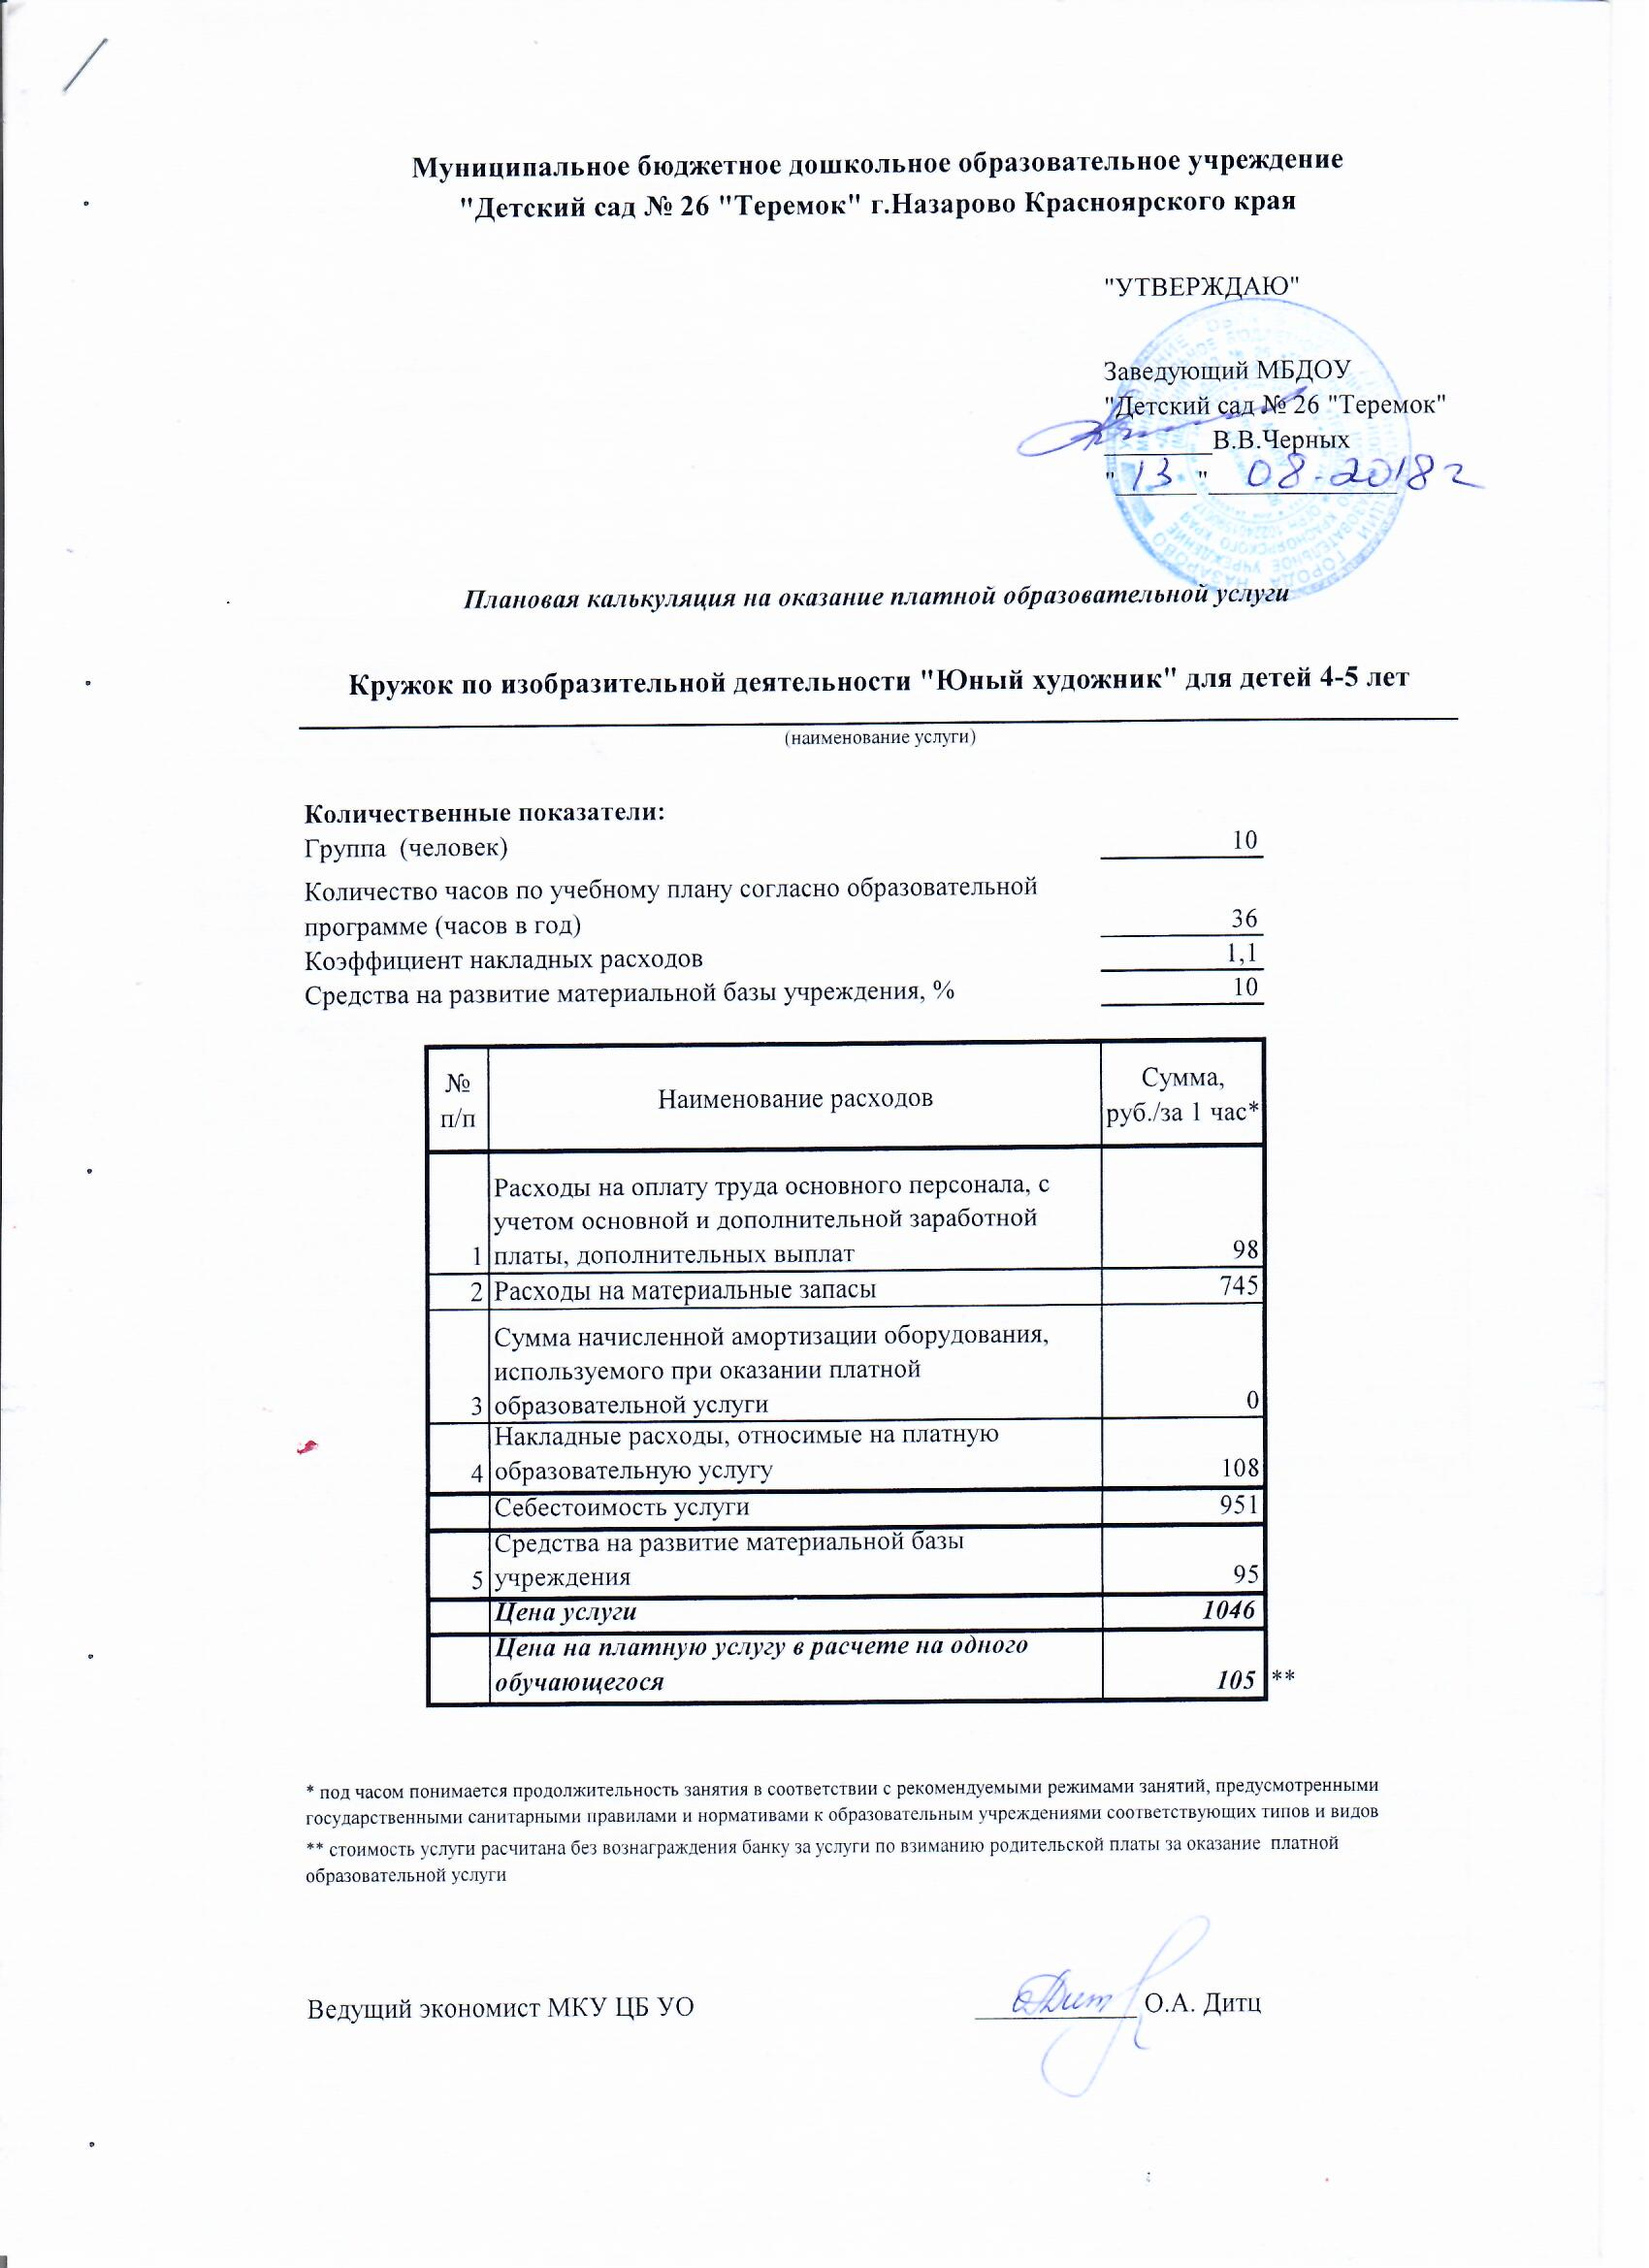 Муниципальное бюджетное дошкольное образовательное учреждение
"Детский сад № 26 "Теремок" г.Назарово Красноярского края
"УТВЕРЖДАЮ"
Заведующий МБДОУ
"Детский сад № 26 "Теремок"
________В.В.Черных
"13" 08.2018г
Плановая калькуляция на оказание платной образовательной услуги
Кружок по изобразительной деятельности "Юный художник" для детей 4-5 лет
(наименование услуги)
Количественные показатели:
Группа (человек) 10
Количество часов по учебному плану согласно образовательной
программе (часов в год) 36
Коэффициент накладных расходов 1,1
Средства на развитие материальной базы учреждения, % 10
№ п/п Наименование расходов Сумма, руб./за 1 час*
Расходы на оплату труда основного персонала, с
учетом основной и дополнительной заработной
1 платы, дополнительных выплат 98
2 Расходы на материальные запасы 745
Сумма начисленной амортизации оборудования,
используемого при оказании платной
3 образовательной услуги 0
Накладные расходы, относимые на платную
4 образовательную услугу 108
Себестоимость услуги 951
Средства на развитие материальной базы
5 учреждения 95
Цена услуги 1046
Цена на платную услугу в расчете на одного
обучающегося 105 **
* под часом понимается продолжительность занятия в соответствии с рекомендуемыми режимами занятий, предусмотренными
государственными санитарными правилами и нормативами к образовательным учреждениями соответствующих типов и видов
** стоимость услуги расчитана без вознаграждения банку за услуги по взиманию родительской платы за оказание платной
образовательной услуги
Ведущий экономист МКУ ЦБ УО ____________ О.А. Дитц